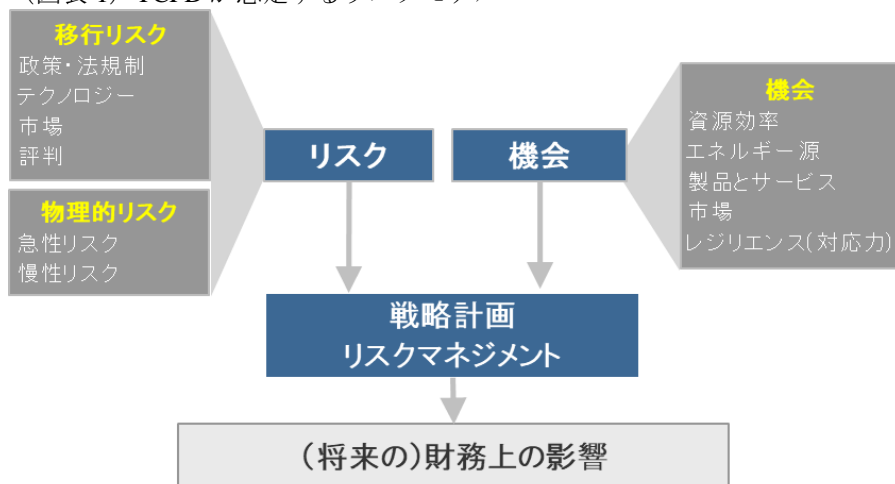 移行リスク
政策・法規制
テクノロジー
市場
評判
物理的リスク
急性リスク
慢性リスク
リスク
機会
機会
資源効率
エネルギー源
製品とサービス
市場
レジリエンス(対応力)
戦略計画
リスクマネジメント
(将来の)財務上の影響